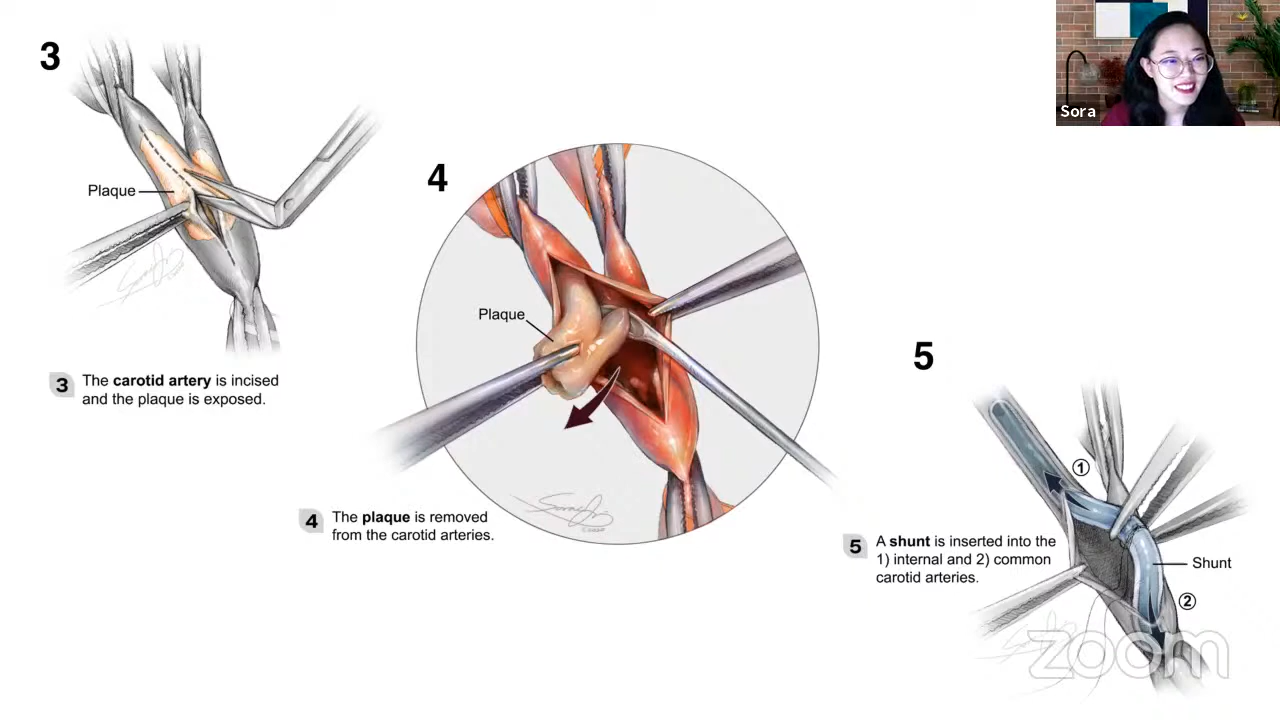 3
Plaque
3 The carotid artery is incised
and the plaque is exposed.
4
Plaque
4 The plaque is removed
from the carotid arteries.
5
1
5 A shunt is inserted into the
1) internal and 2) common
carotid arteries.
Shunt
2
Sora
zoom